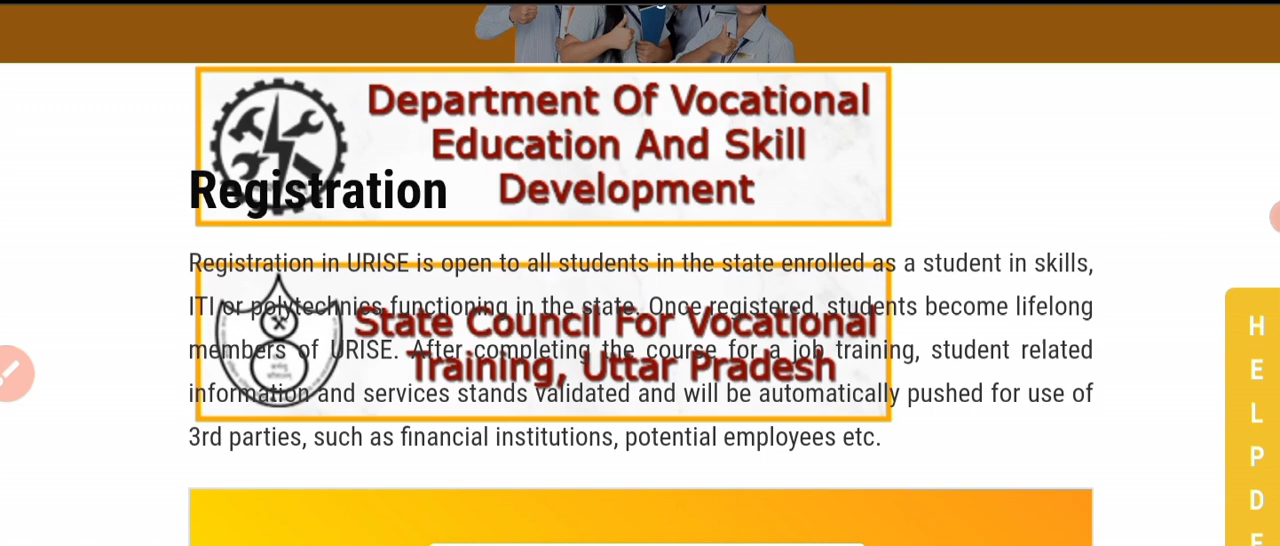 Department Of Vocational
Education And Skill
Development
Registration
Registration in URISE is open to all students in the state enrolled as a student in skills,
ITI or polytechnics functioning in the state. Once registered, students become lifelong
members of URISE. After completing the course for a job training, student related
information and services stands validated and will be automatically pushed for use of
3rd parties, such as financial institutions, potential employees etc.
State Council For Vocational
Training, Uttar Pradesh
H
E
L
P
D
E